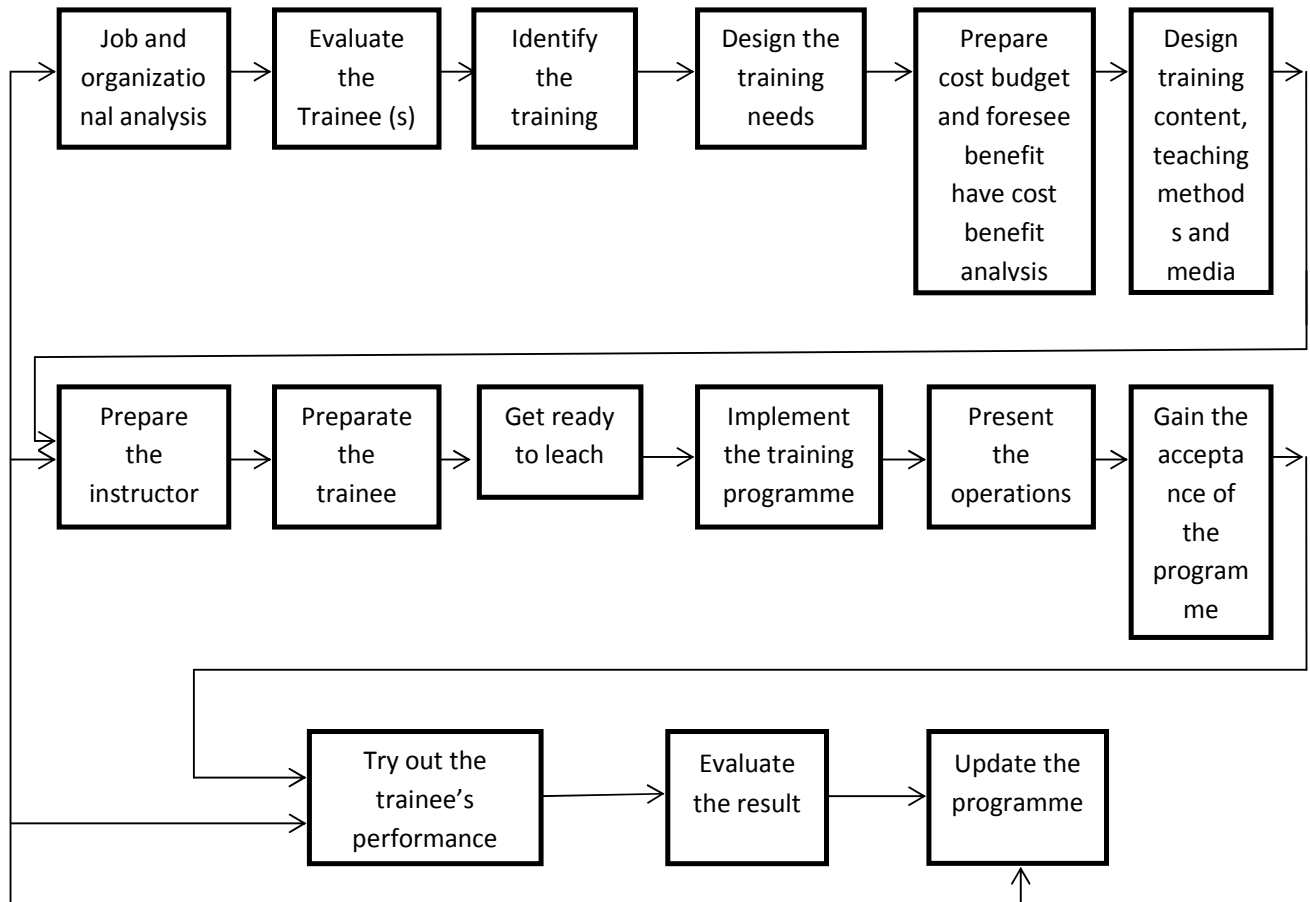 Job and
organizatio
nal analysis
Evaluate
the
Trainee (s)
Identify
the
training
Design the
training
needs
Prepare
cost budget
and foresee
benefit
have cost
benefit
analysis
Design
training
content,
teaching
method
s and
media
Prepare
the
instructor
Preparate
the
trainee
Get ready
to leach
Implement
the training
programme
Present
the
operations
Gain the
accepta
nce of
the
program
me
Try out the
trainee’s
performance
Evaluate
the result
Update the
programme